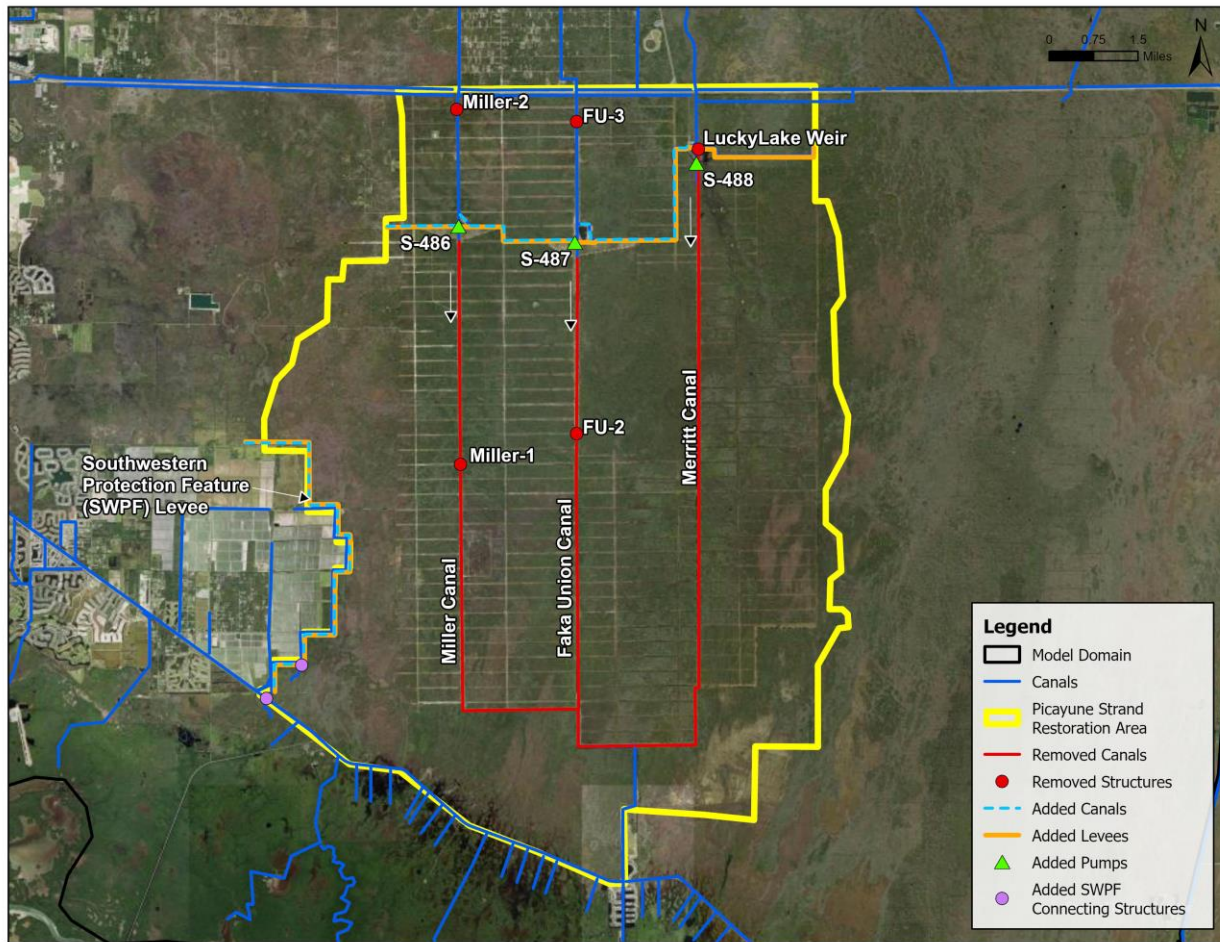 N
0 0.75 1.5
Miles
Miller-2
FU-3
LuckyLake Weir
S-488
S-486
S-487
FU-2
Miller-1
Southwestern
Protection Feature
(SWPF) Levee
Miller Canal
Faka Union Canal
Merritt Canal
Legend
Model Domain
Canals
Picayune Strand
Restoration Area
Removed Canals
Removed Structures
Added Canals
Added Levees
Added Pumps
Added SWPF
Connecting Structures